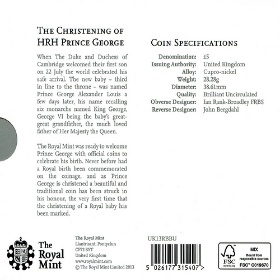 THE CHRISTENING OF
HRH PRINCE GEORGE
When The Duke and Duchess of
Cambridge welcomed their first son
on 22 July the world celebrated his
safe arrival. The new baby - third
in line to the throne - was named
Prince George Alexander Louis a
few days later, his name recalling
six monarchs named King George,
George VI being the baby's great-
great grandfather, the much loved
father of Her Majesty the Queen.
The Royal Mint was ready to welcome
Prince George with official coins to
celebrate his birth. Never before had
a Royal birth been commemorated
on the coinage, and as Prince
George is christened a beautiful and
traditional coin has been struck in
his honour, the very first time that
the christening of a Royal baby has
been marked.
COIN SPECIFICATIONS
Denomination: £5
Issuing Authority: United Kingdom
Alloy: Cupro-nickel
Weight: 28.28g
Diameter: 38.61mm
Quality: Brilliant Uncirculated
Obverse Designer: Ian Rank-Broadley FRBS
Reverse Designer: John Bergdahl
The
Royal
Mint
The Royal Mint
Llantrisant, Pontyclun
CF72 8YT
United Kingdom
www.royalmint.com
© The Royal Mint Limited 2013
UK13RBBU
5 026177 315407
FSC
MIX